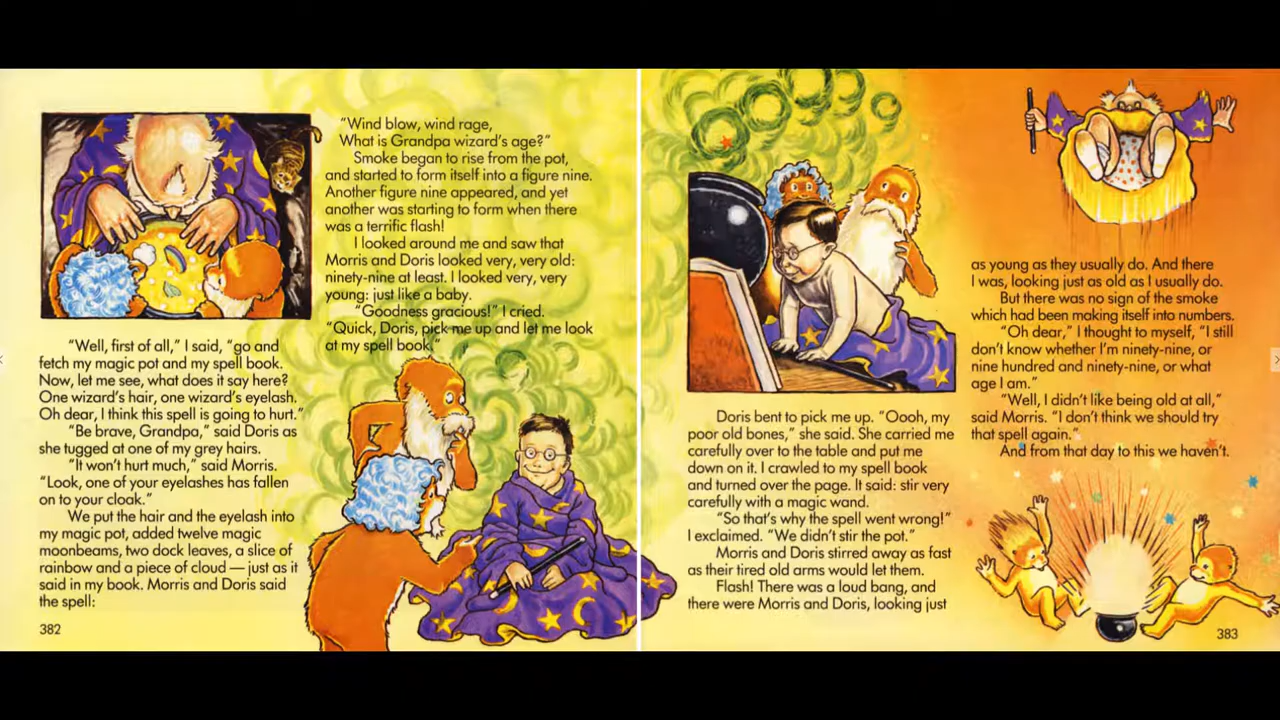 "Well, first of all," I said, "go and
fetch my magic pot and my spell book.
Now, let me see, what does it say here?
One wizard's hair, one wizard's eyelash.
Oh dear, I think this spell is going to hurt."
"Be brave, Grandpa," said Doris as
she tugged at one of my grey hairs.
"It won't hurt much," said Morris.
"Look, one of your eyelashes has fallen
on to your cloak."
We put the hair and the eyelash into
my magic pot, added twelve magic
moonbeams, two dock leaves, a slice of
rainbow and a piece of cloud — just as it
said in my book. Morris and Doris said
the spell:
382
"Wind blow, wind rage,
What is Grandpa wizard's age?"
Smoke began to rise from the pot,
and started to form itself into a figure nine.
Another figure nine appeared, and yet
another was starting to form when there
was a terrific flash!
I looked around me and saw that
Morris and Doris looked very, very old:
ninety-nine at least. I looked very, very
young: just like a baby.
"Goodness gracious!" I cried.
"Quick, Doris, pick me up and let me look
at my spell book."
Doris bent to pick me up. "Oooh, my
poor old bones," she said. She carried me
carefully over to the table and put me
down on it. I crawled to my spell book
and turned over the page. It said: stir very
carefully with a magic wand.
"So that's why the spell went wrong!"
I exclaimed. "We didn't stir the pot."
Morris and Doris stirred away as fast
as their tired old arms would let them.
Flash! There was a loud bang, and
there were Morris and Doris, looking just
as young as they usually do. And there
I was, looking just as old as I usually do.
But there was no sign of the smoke
which had been making itself into numbers.
"Oh dear," I thought to myself, "I still
don't know whether I'm ninety-nine, or
nine hundred and ninety-nine, or what
age I am."
"Well, I didn't like being old at all,"
said Morris. "I don't think we should try
that spell again."
And from that day to this we haven't.
383